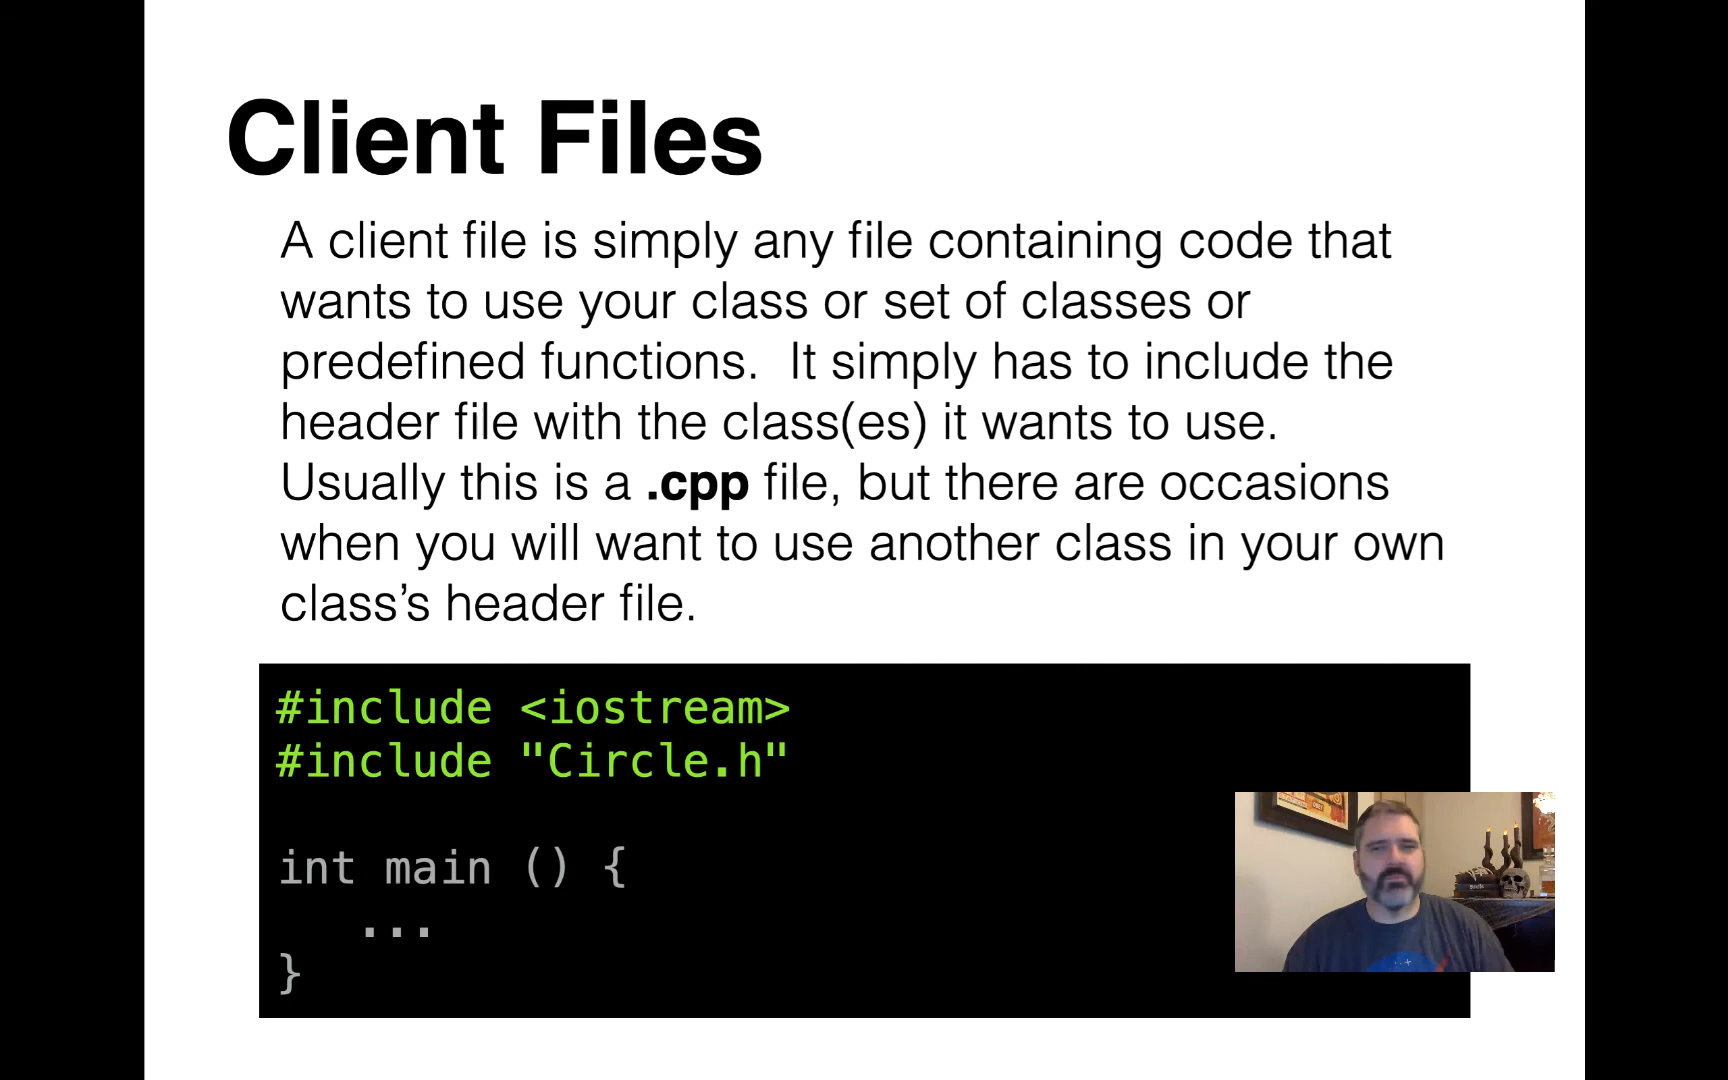 Client Files
A client file is simply any file containing code that
wants to use your class or set of classes or
predefined functions.  It simply has to include the
header file with the class(es) it wants to use.
Usually this is a .cpp file, but there are occasions
when you will want to use another class in your own
class’s header file.
#include <iostream>
#include "Circle.h"
int main () {
...
}